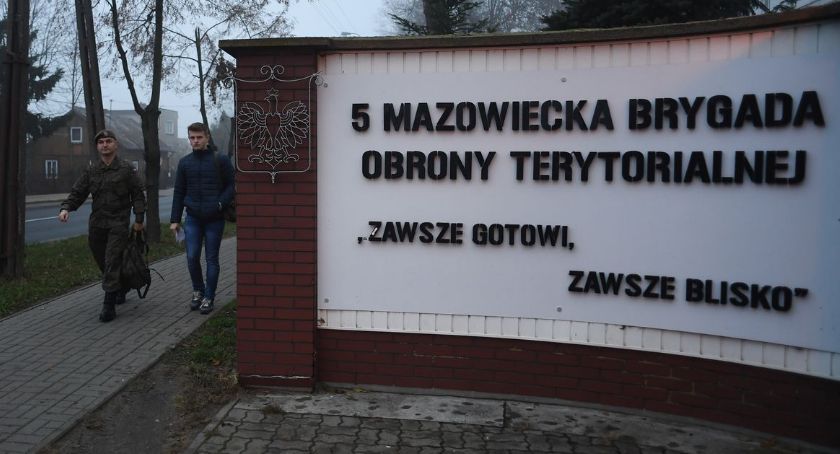 5 MAZOWIECKA BRYGADA
OBRONY TERYTORIALNEJ
„ZAWSZE GOTOWI,
ZAWSZE BLISKO”